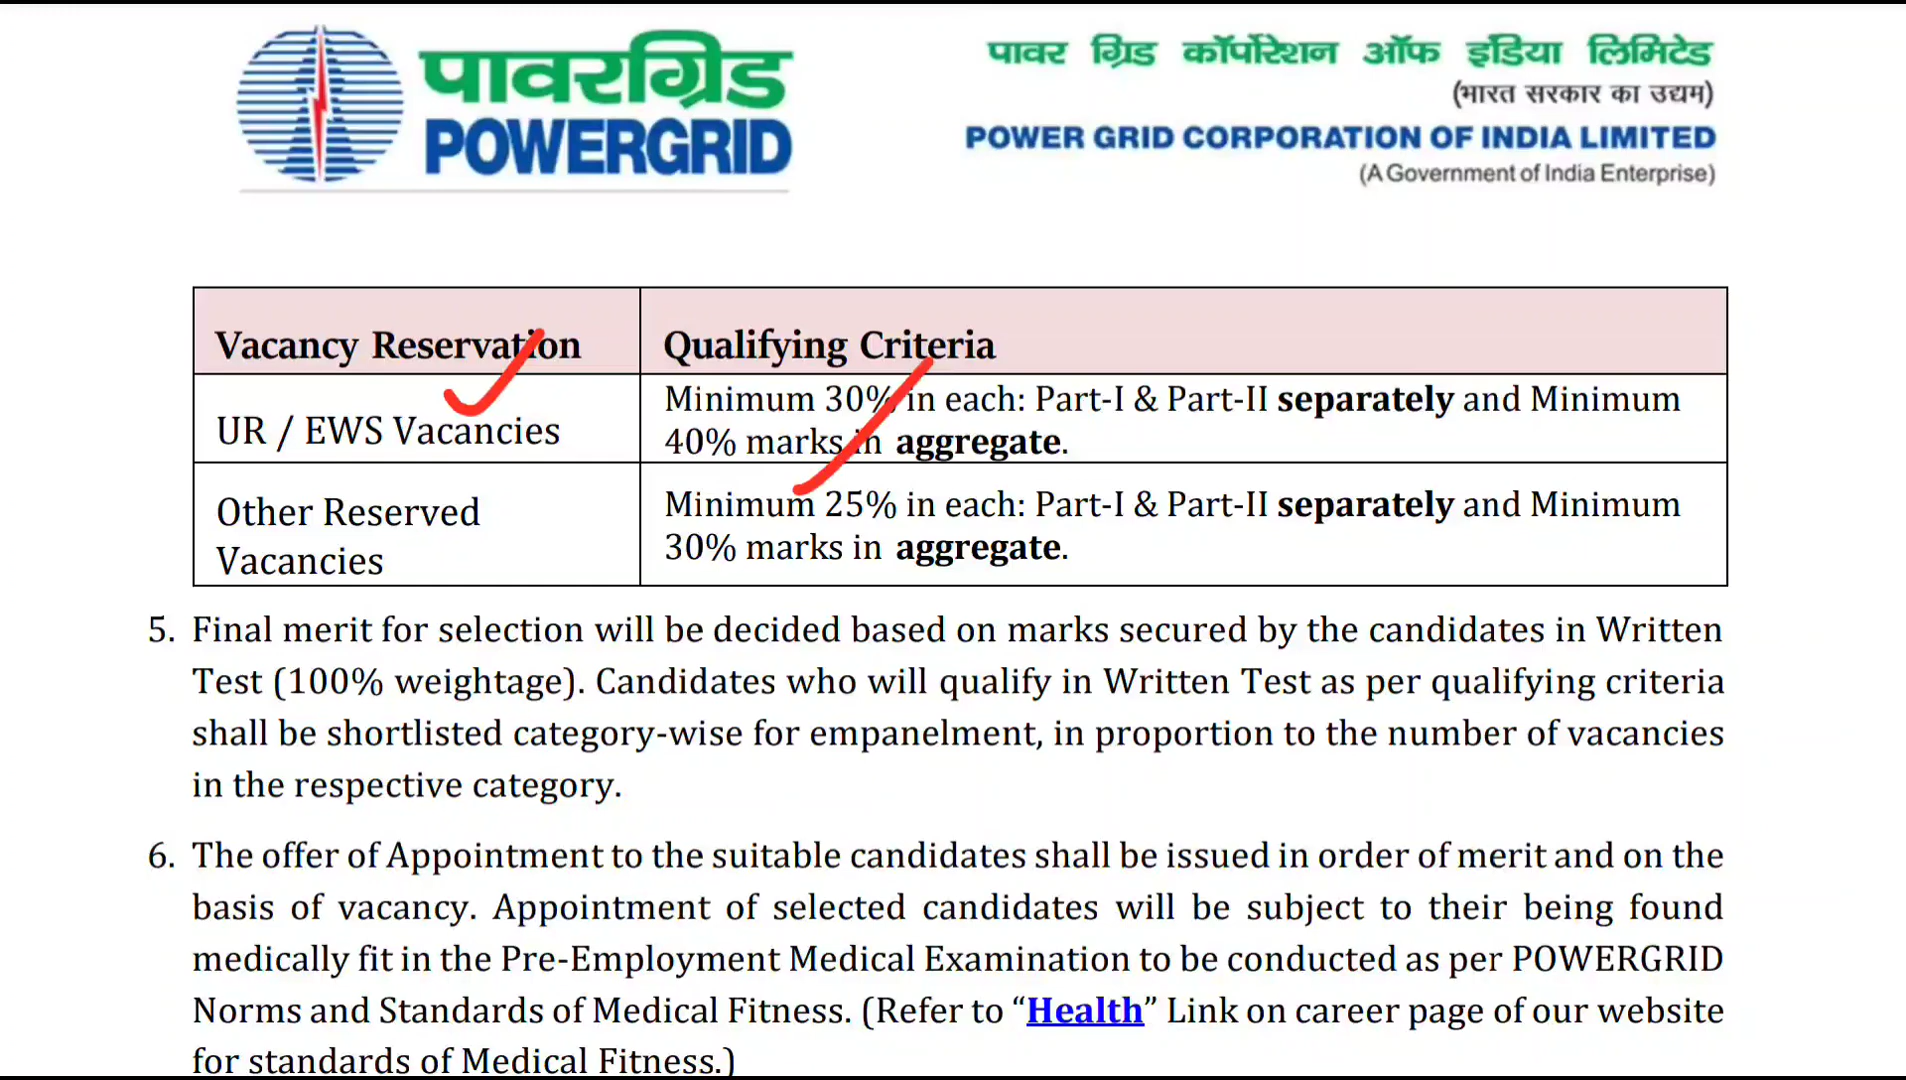 पावरग्रिड
POWERGRID
पावर ग्रिड कॉर्पोरेशन ऑफ इंडिया लिमिटेड
(भारत सरकार का उद्यम)
POWER GRID CORPORATION OF INDIA LIMITED
(A Government of India Enterprise)
Vacancy Reservation
Qualifying Criteria
UR / EWS Vacancies
Minimum 30% in each: Part-I & Part-II separately and Minimum
40% marks in aggregate.
Other Reserved
Vacancies
Minimum 25% in each: Part-I & Part-II separately and Minimum
30% marks in aggregate.
5. Final merit for selection will be decided based on marks secured by the candidates in Written
Test (100% weightage). Candidates who will qualify in Written Test as per qualifying criteria
shall be shortlisted category-wise for empanelment, in proportion to the number of vacancies
in the respective category.
6. The offer of Appointment to the suitable candidates shall be issued in order of merit and on the
basis of vacancy. Appointment of selected candidates will be subject to their being found
medically fit in the Pre-Employment Medical Examination to be conducted as per POWERGRID
Norms and Standards of Medical Fitness. (Refer to “Health” Link on career page of our website
for standards of Medical Fitness.)